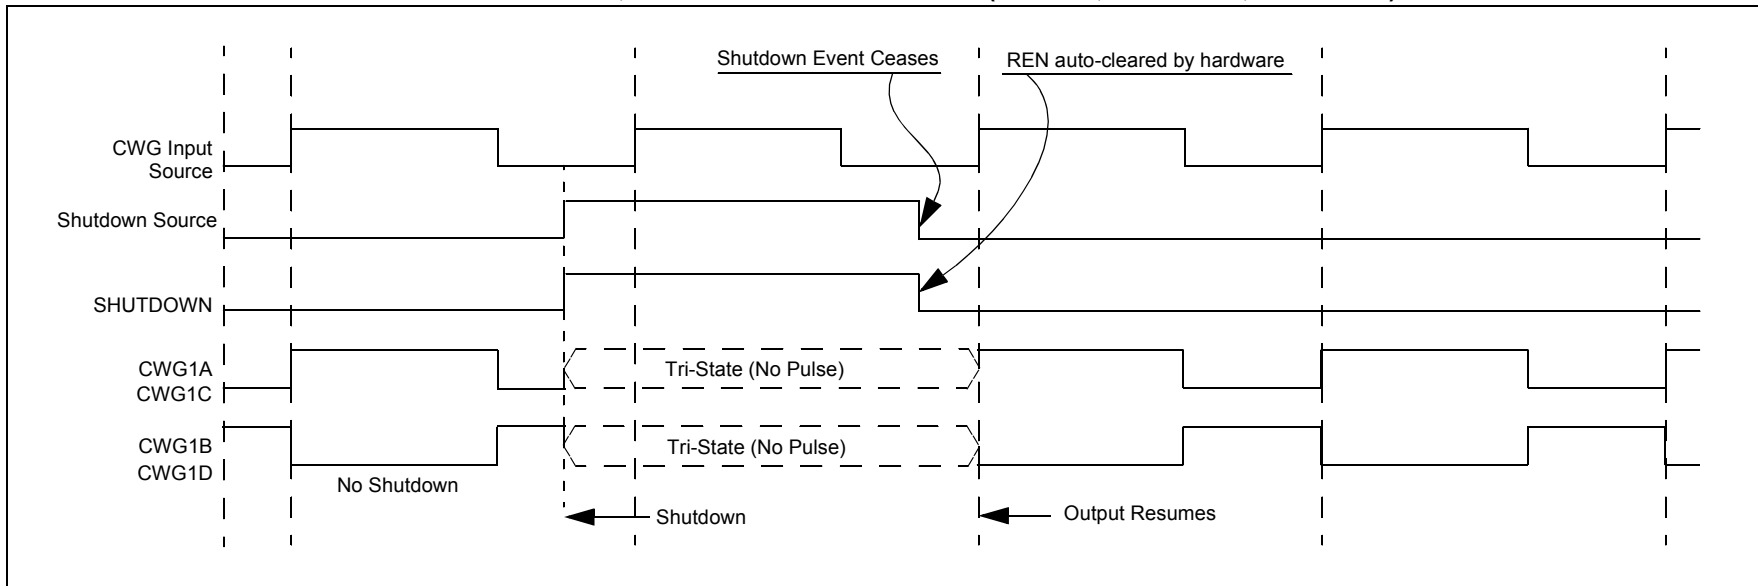 Shutdown Event Ceases
REN auto-cleared by hardware
CWG Input
Source
Shutdown Source
SHUTDOWN
CWG1A
CWG1C
Tri-State (No Pulse)
CWG1B
CWG1D
Tri-State (No Pulse)
No Shutdown
Shutdown
Output Resumes